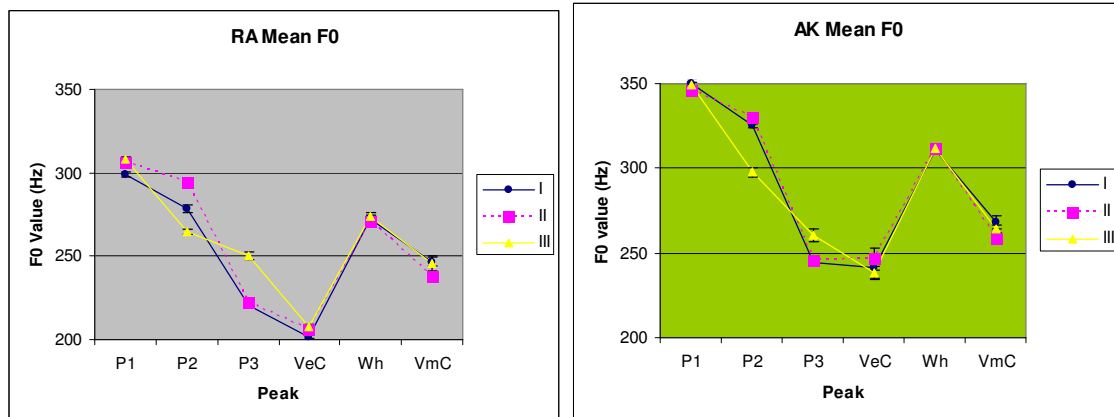 RA Mean F0
350
300
250
200
F0 Value (Hz)
P1 P2 P3 VeC Wh VmC
Peak
I
II
III
AK Mean F0
350
300
250
200
F0 value (Hz)
P1 P2 P3 VeC Wh VmC
Peak
I
II
III